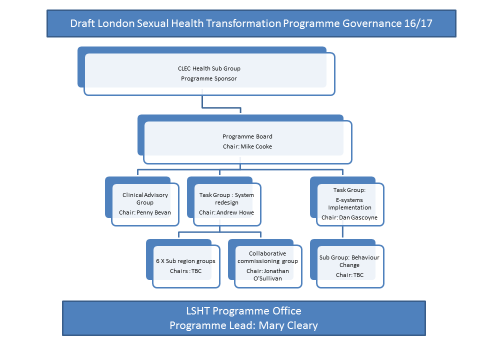 Draft London Sexual Health Transformation Programme Governance 16/17
CLEC Health Sub Group
Programme Sponsor
Programme Board
Chair: Mike Cooke
Clinical Advisory
Group
Chair: Penny Bevan
Task Group : System
redesign
Chair: Andrew Howe
Task Group:
E-systems
Implementation
Chair: Dan Gascoyne
6 X Sub region groups
Chairs: TBC
Collaborative
commissioning group
Chair: Jonathan
O'Sullivan
Sub Group: Behaviour
Change
Chair: TBC
LSHT Programme Office
Programme Lead: Mary Cleary